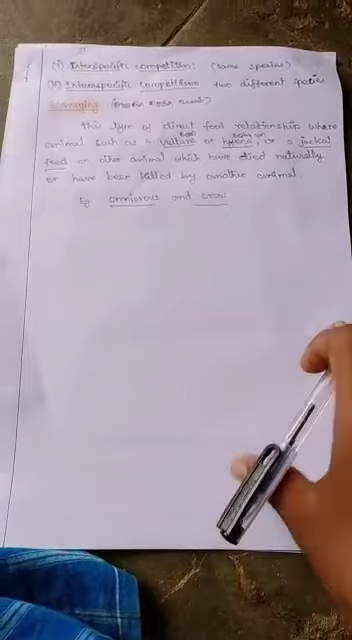 (i) Interspecific competition: (same species)
(ii) Interspecific competition two different species
Scavaging
This type of direct food relationship where
animal such as a vulture or hyena, or a jackal
feed on other animal which have died naturally
or have been killed by another animal.
Eg omnivorous and crow